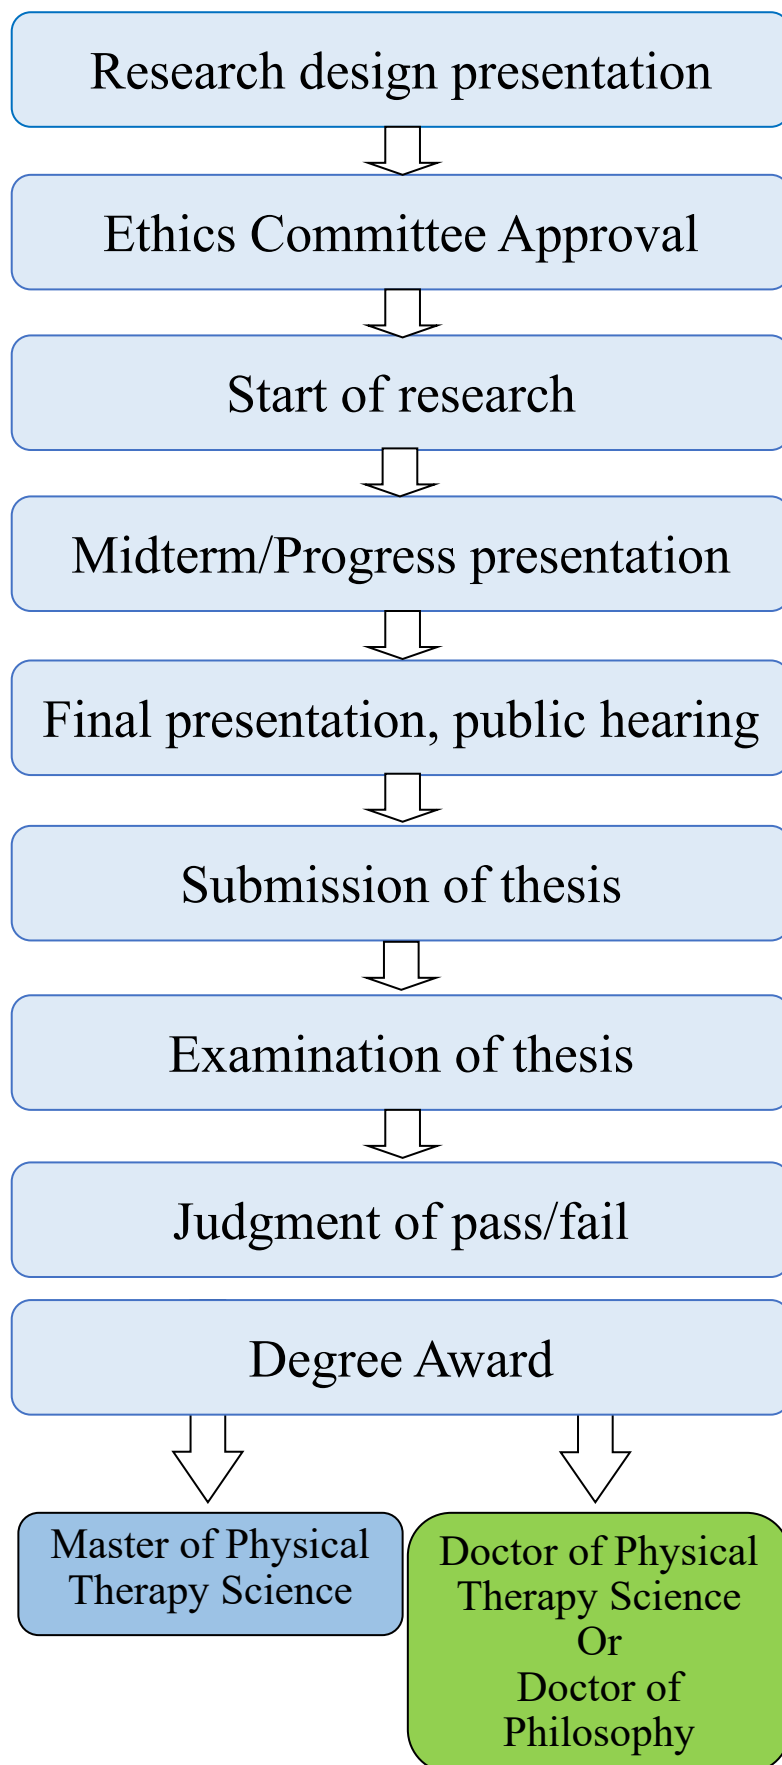 Research design presentation
Ethics Committee Approval
Start of research
Midterm/Progress presentation
Final presentation, public hearing
Submission of thesis
Examination of thesis
Judgment of pass/fail
Degree Award
Master of Physical
Therapy Science
Doctor of Physical
Therapy Science
Or
Doctor of
Philosophy